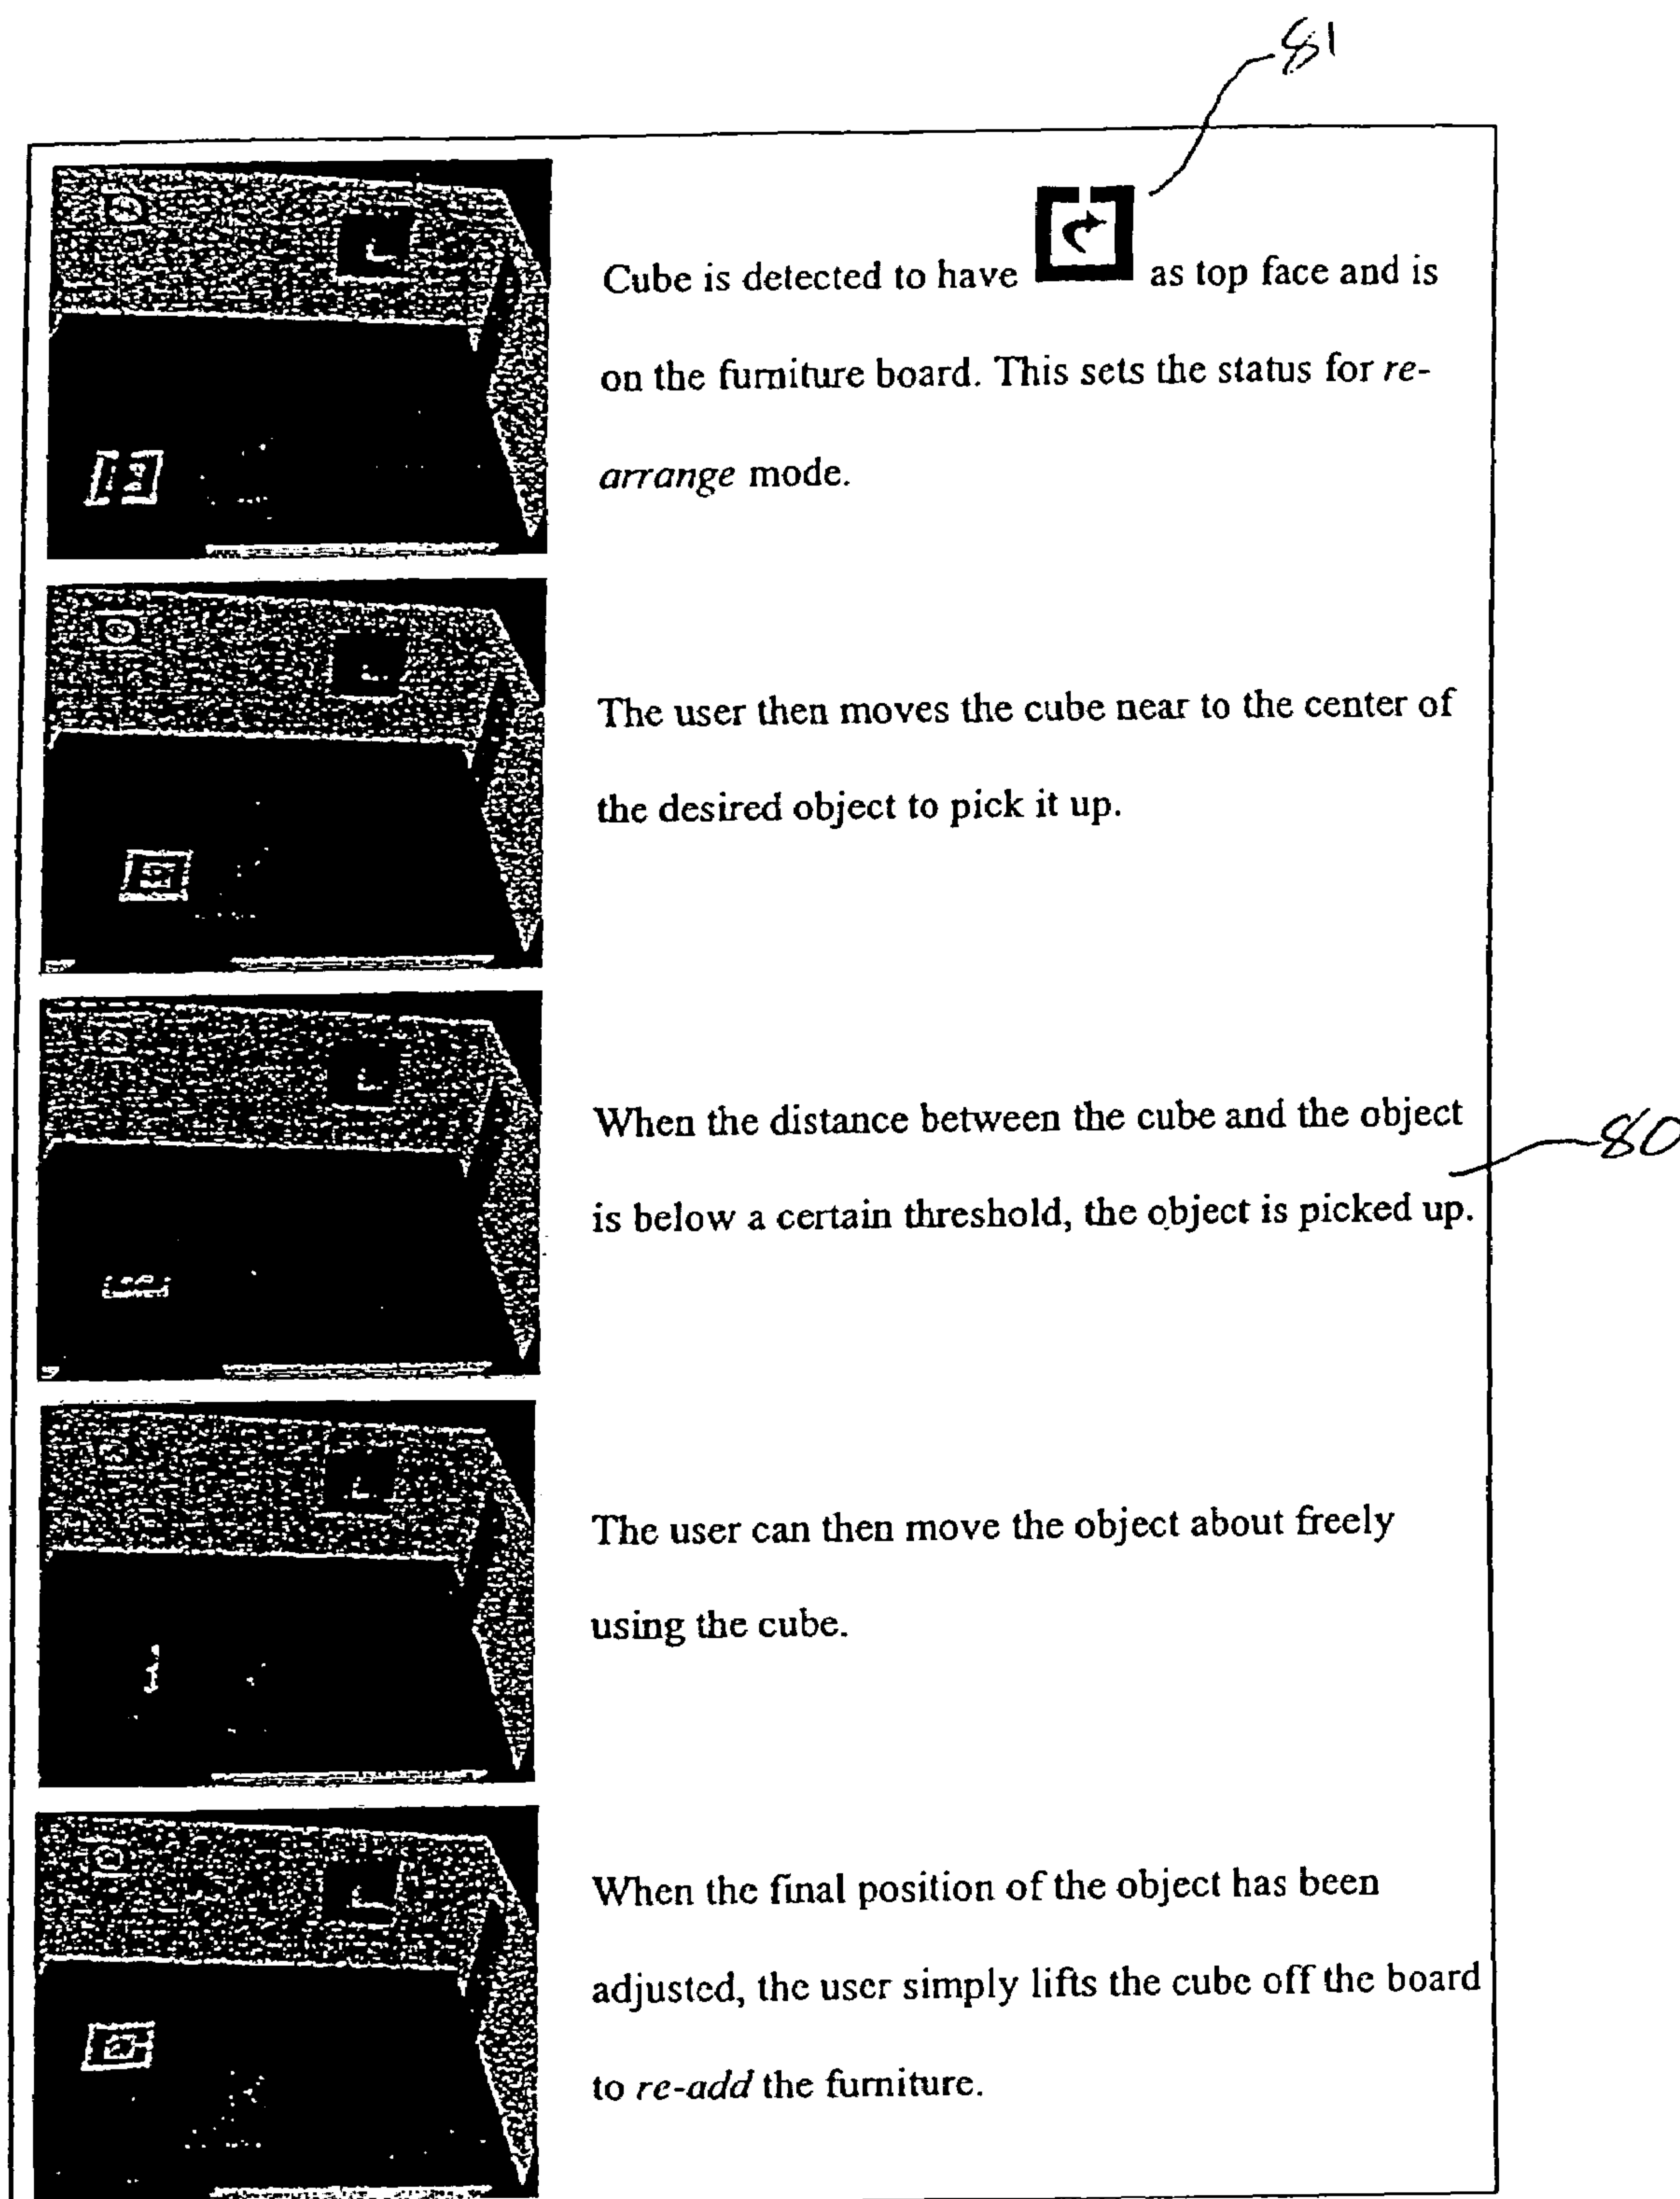 81
Cube is detected to have as top face and is
on the furniture board. This sets the status for re-
arrange mode.
The user then moves the cube near to the center of
the desired object to pick it up.
When the distance between the cube and the object
80
is below a certain threshold, the object is picked up.
The user can then move the object about freely
using the cube.
When the final position of the object has been
adjusted, the user simply lifts the cube off the board
to re-add the furniture.